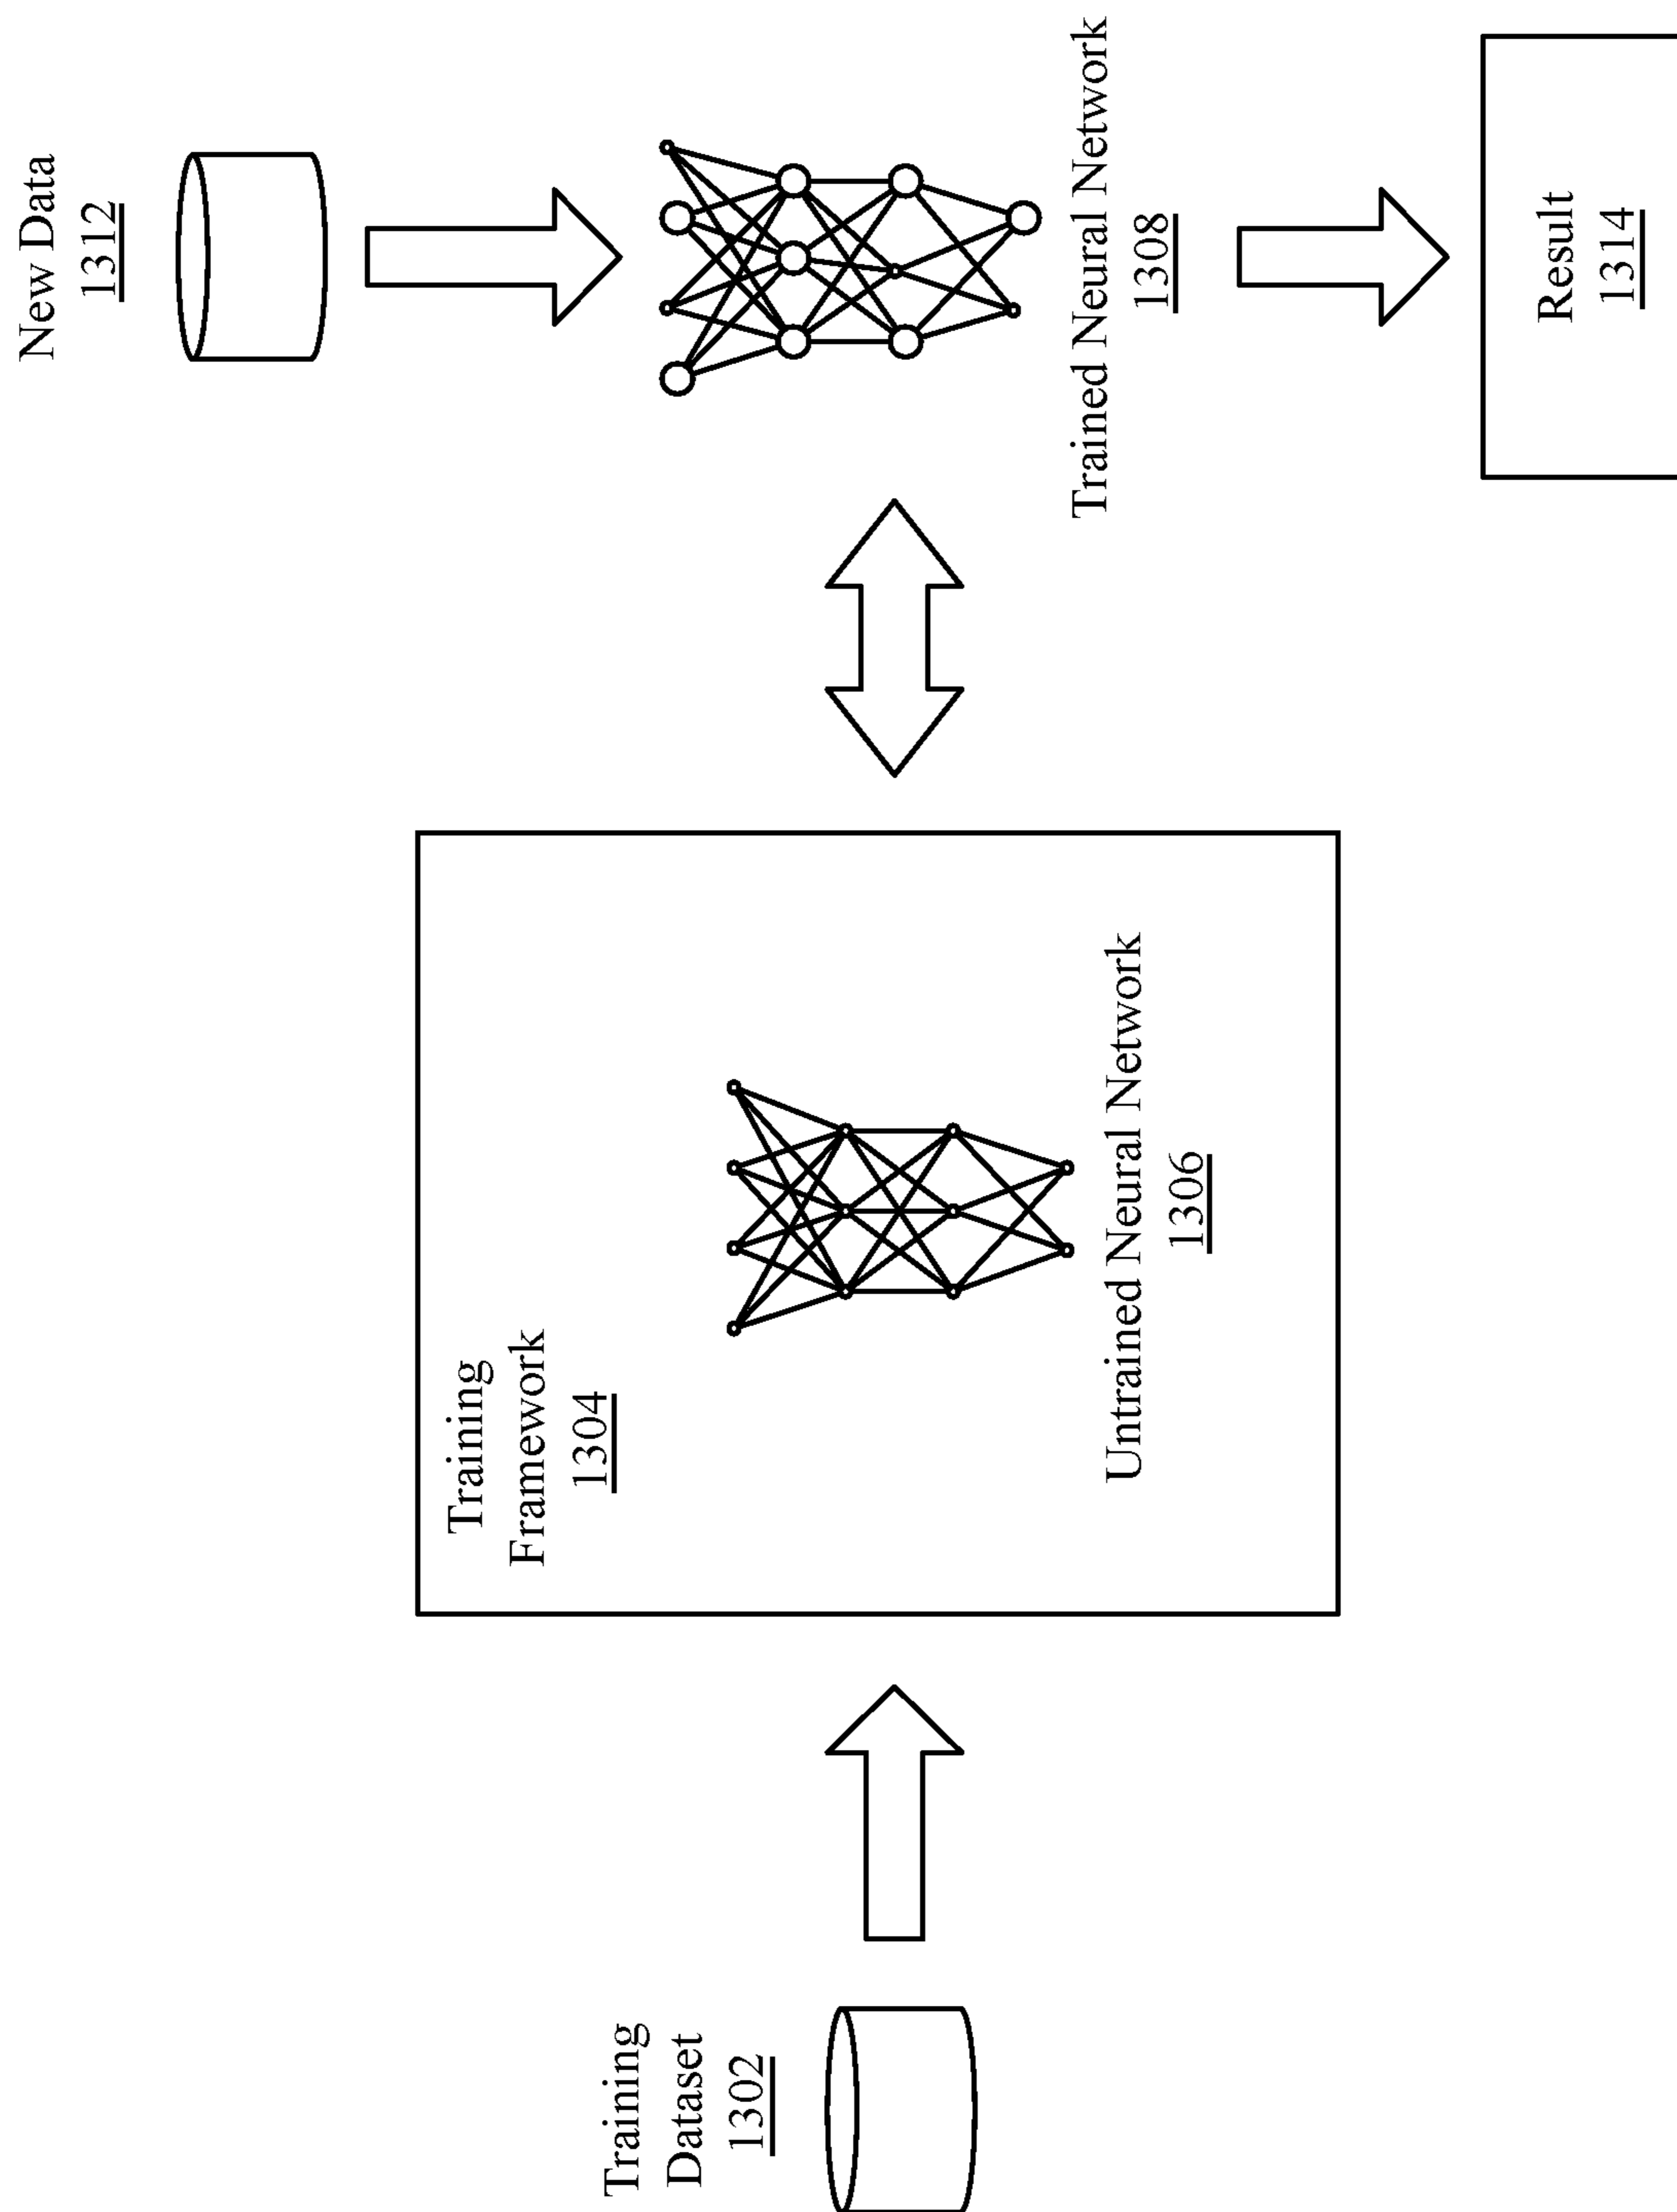 Training
Dataset
1302
Training
Framework
1304
Untrained Neural Network
1306
New Data
1312
Trained Neural Network
1308
Result
1314